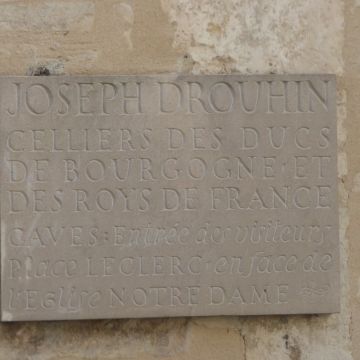 JOSEPH DROUHIN
CELLIERS DES DUCS
DE BOURGOGNE · ET
DES ROYS DE FRANCE
CAVES : Entrée des visiteurs
Place LECLERC · en face de
l'Eglise NOTRE DAME